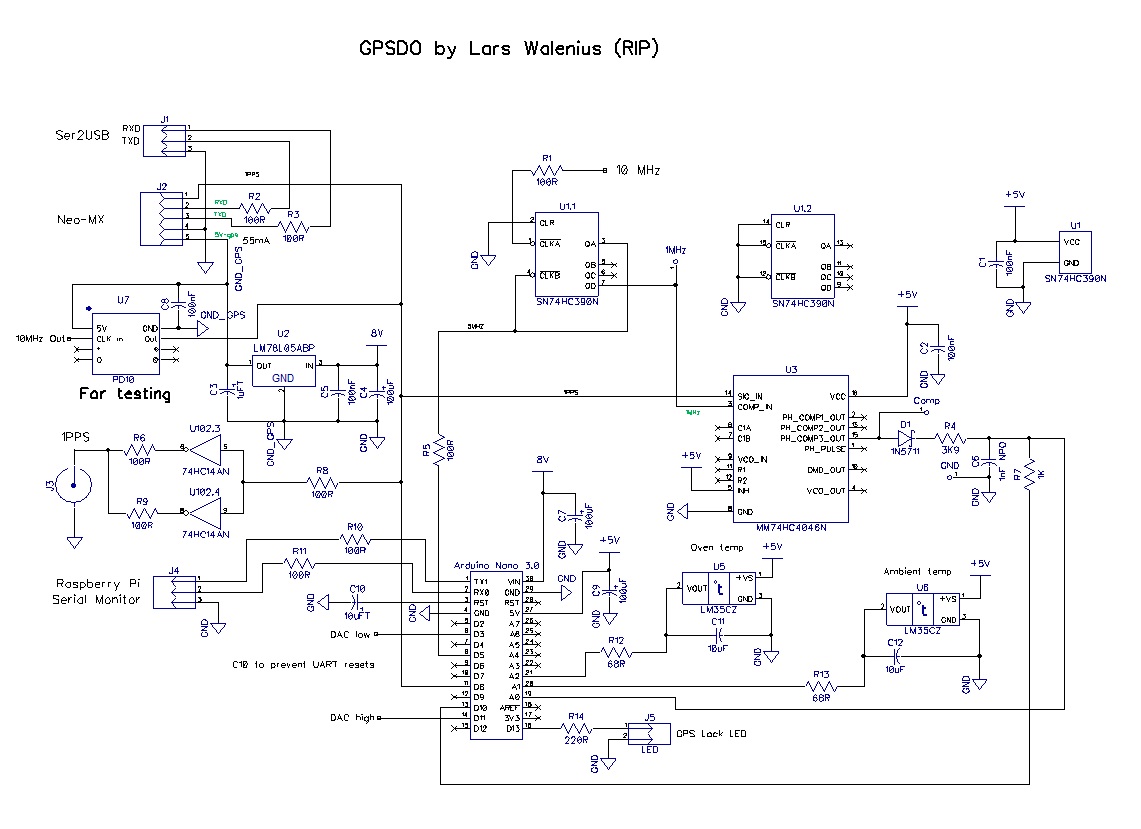 GPSDO by Lars Walenius (RIP)
J1
Ser2USB
RXD
TXD
1
2
3
J2
Neo-MX
1
2
3
4
5
1PPS
RXD
TXD
5V-gps
R2
100R
R3
100R
55mA
GND_GPS
R1
100R
10 MHz
U1.1
CLR
CLKA
CLKB
QA
QB
QC
QD
SN74HC390N
GND
1MHz
5MHz
U1.2
CLR
CLKA
CLKB
QA
QB
QC
QD
SN74HC390N
GND
+5V
U1
VCC
GND
SN74HC390N
C1
100nF
GND
U7
5V
CLK in
GND
Out
PD10
10MHz Out
C8
100nF
GND_GPS
For testing
U2
LM78L05ABP
OUT
IN
GND
8V
C3
1uFT
C5
100nF
C4
100uF
GND_GPS
GND
1PPS
1MHz
U3
SIG_IN
COMP_IN
C1A
C1B
VCO_IN
R1
R2
INH
GND
VCC
PH_COMP1_OUT
PH_COMP2_OUT
PH_COMP3_OUT
PH_PULSE
DMD_OUT
VCO_OUT
MM74HC4046N
+5V
GND
+5V
C2
100nF
GND
Comp
D1
1N5711
R4
3K9
GND
C6
1nF NPO
GND
R7
1K
1PPS
J3
R6
100R
U102.3
74HC14AN
R9
100R
U102.4
74HC14AN
R8
100R
R5
100R
8V
C7
100uF
GND
R10
100R
R11
100R
J4
Raspberry Pi
Serial Monitor
1
2
3
GND
C10
10uFT
GND
GND
DAC low
C10 to prevent UART resets
DAC high
Arduino Nano 3.0
TX1
RX0
RST
GND
D2
D3
D4
D5
D6
D7
D8
D9
D10
D11
D12
VIN
GND
RST
5V
A7
A6
A5
A4
A3
A2
A1
A0
AREF
3V3
D13
GND
+5V
C9
100uF
GND
Oven temp
+5V
U5
VOUT
+VS
GND
°t
LM35CZ
C11
10uF
GND
R12
68R
Ambient temp
+5V
U6
VOUT
+VS
GND
°t
LM35CZ
C12
10uF
GND
R13
68R
R14
220R
J5
1
2
LED
GPS Lock LED
GND